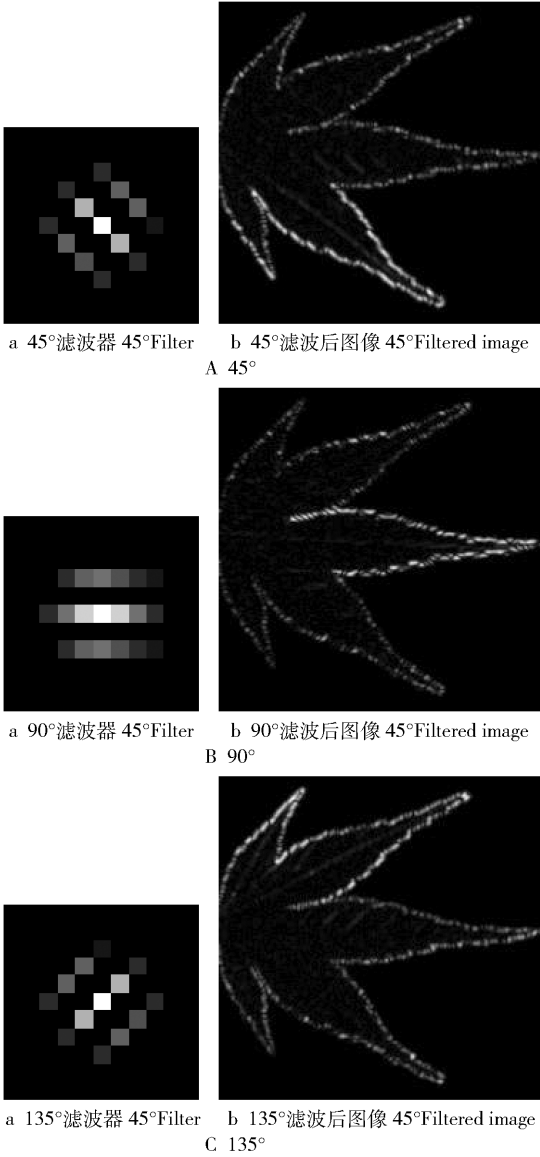 a 45°滤波器 45°Filter
b 45°滤波后图像 45°Filtered image
A 45°
a 90°滤波器 45°Filter
b 90°滤波后图像 45°Filtered image
B 90°
a 135°滤波器 45°Filter
b 135°滤波后图像 45°Filtered image
C 135°